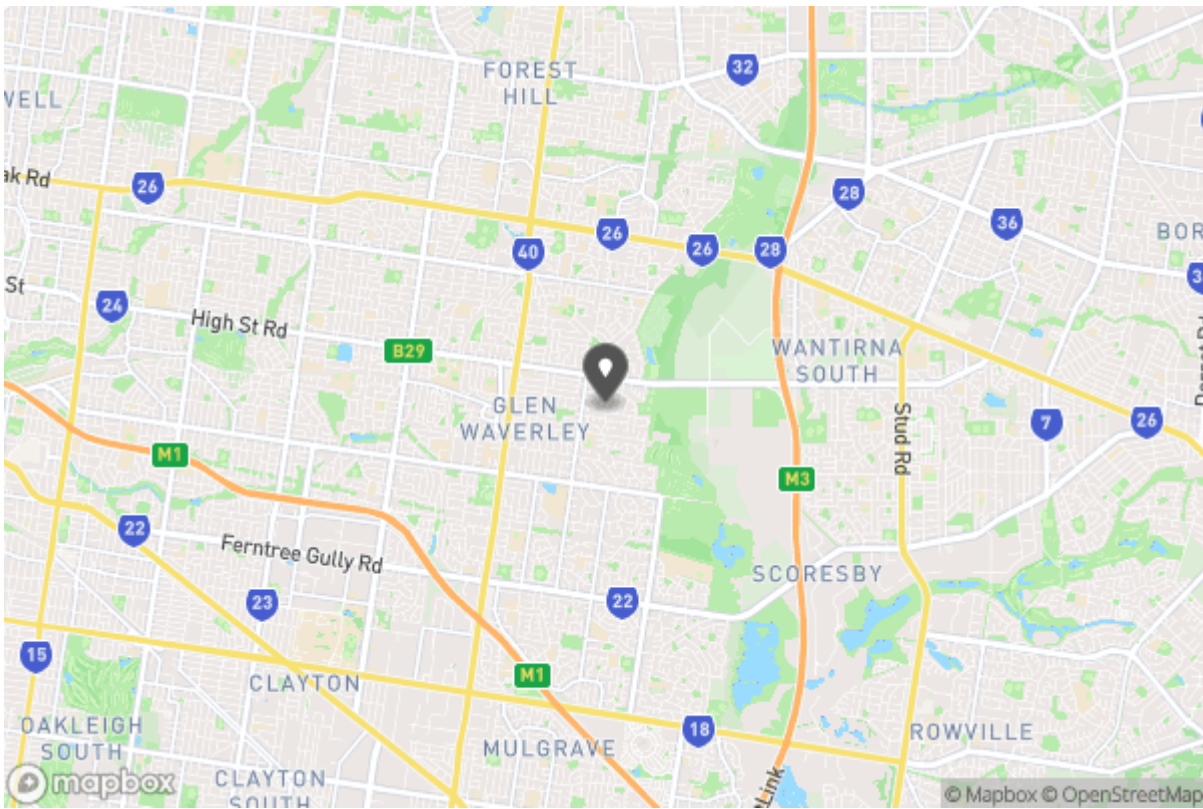 FOREST
HILL
32
WELL
ak Rd
26
28
36
BOR
26
26
28
40
St
24
High St Rd
B29
WANTIRNA
SOUTH
GLEN
WAVERLEY
Stud Rd
7
26
M1
M3
22
Ferntree Gully Rd
SCORESBY
23
22
15
CLAYTON
M1
OAKLEIGH
SOUTH
MULGRAVE
18
ROWVILLE
CLAYTON
SOUTH
Link
mapbox
© Mapbox © OpenStreetMap